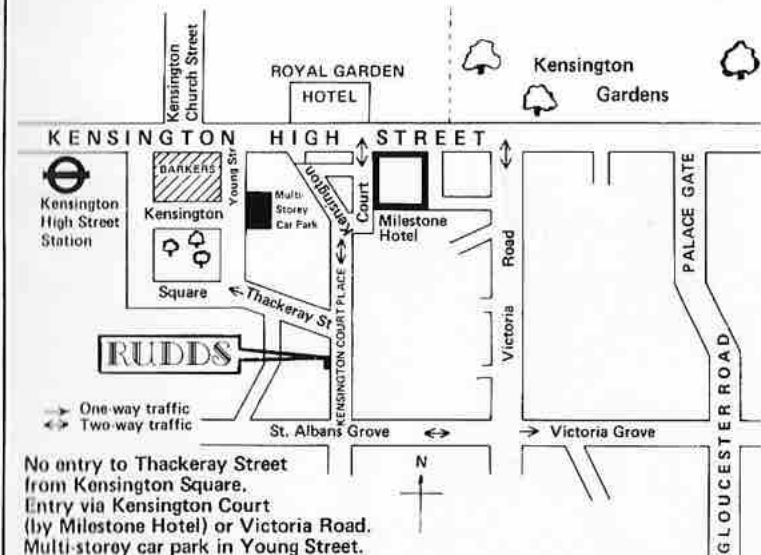 Kensington
Church Street
ROYAL GARDEN
HOTEL
Kensington
Gardens
KENSINGTON HIGH STREET
BARKERS
Young Str
Kensington
High Street
Station
Kensington
Square
Multi-
Storey
Car Park
Kensington
Court
Milestone
Hotel
Road
Victoria
PALACE GATE
Thackeray St
KENSINGTON COURT PLACE
RUDDS
One-way traffic
Two-way traffic
St. Albans Grove
Victoria Grove
GLOUCESTER ROAD
N
No entry to Thackeray Street
from Kensington Square.
Entry via Kensington Court
(by Milestone Hotel) or Victoria Road.
Multi-storey car park in Young Street.